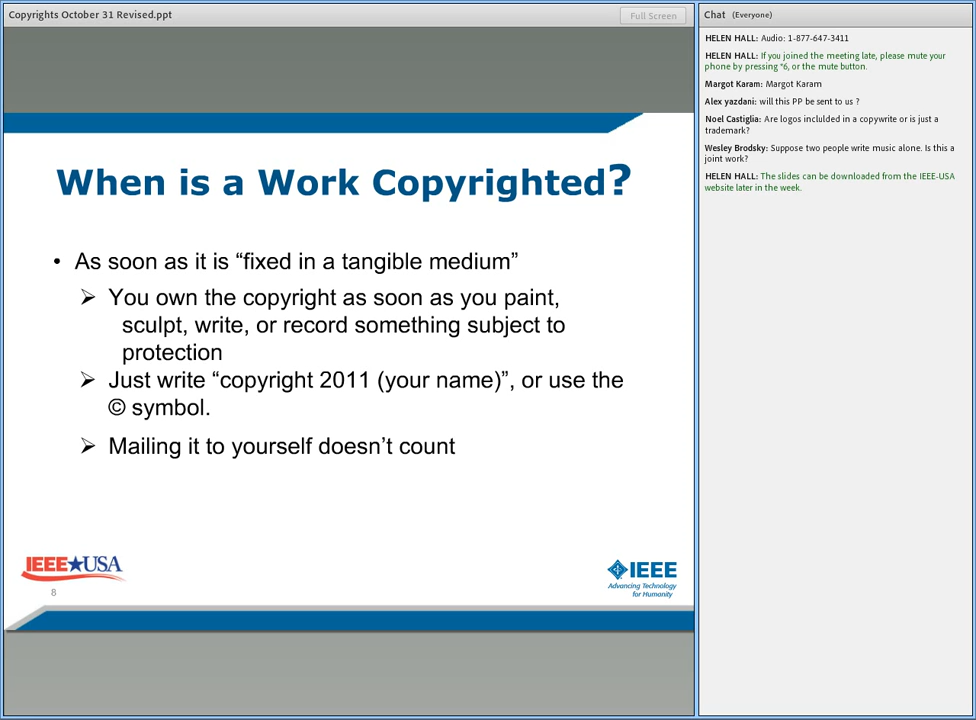 Copyrights October 31 Revised.ppt
Full Screen
When is a Work Copyrighted?
• As soon as it is “fixed in a tangible medium”
➢ You own the copyright as soon as you paint,
sculpt, write, or record something subject to
protection
➢ Just write “copyright 2011 (your name)”, or use the
© symbol.
➢ Mailing it to yourself doesn’t count
IEEE★USA
8
IEEE
Advancing Technology
for Humanity
Chat (Everyone)
HELEN HALL: Audio: 1-877-647-3411
HELEN HALL: If you joined the meeting late, please mute your
phone by pressing *6, or the mute button.
Margot Karam: Margot Karam
Alex yazdani: will this PP be sent to us ?
Noel Castiglia: Are logos inclulded in a copywrite or is just a
trademark?
Wesley Brodsky: Suppose two people write music alone. Is this a
joint work?
HELEN HALL: The slides can be downloaded from the IEEE-USA
website later in the week.